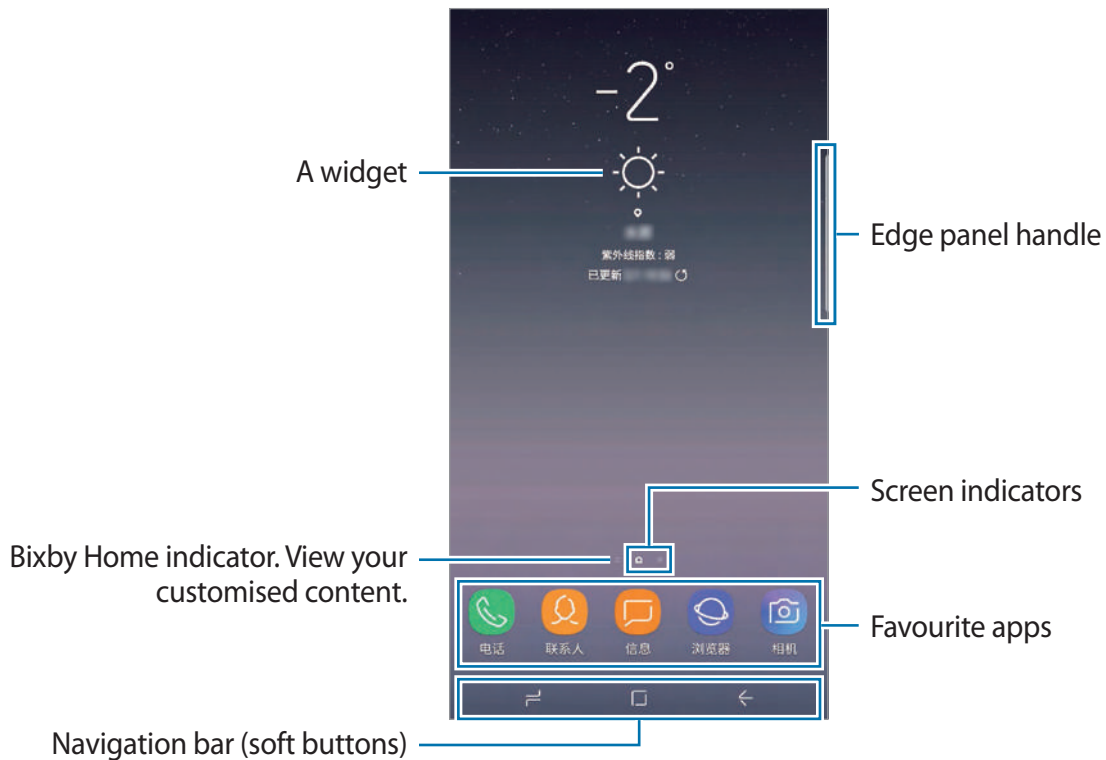 -2°
A widget
Edge panel handle
紫外线指数 : 弱
已更新
Screen indicators
Bixby Home indicator. View your
customised content.
Favourite apps
电话
联系人
信息
浏览器
相机
Navigation bar (soft buttons)